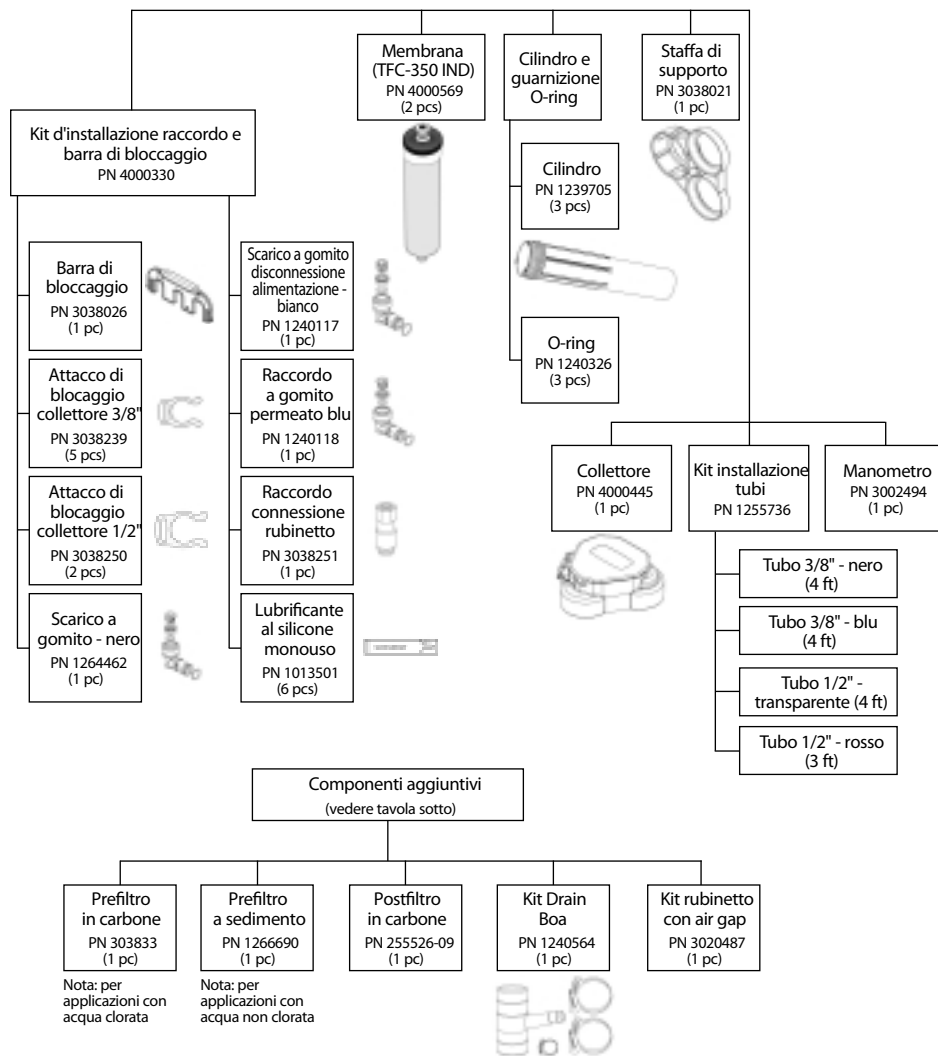 Membrana
(TFC-350 IND)
PN 4000569
(2 pcs)
Cilindro e
guarnizione
O-ring
Staffa di
supporto
PN 3038021
(1 pc)
Kit d'installazione raccordo e
barra di bloccaggio
PN 4000330
Cilindro
PN 1239705
(3 pcs)
O-ring
PN 1240326
(3 pcs)
Barra di
bloccaggio
PN 3038026
(1 pc)
Scarico a gomito
disconnessione
alimentazione -
bianco
PN 1240117
(1 pc)
Attacco di
blocaggio
collettore 3/8"
PN 3038239
(5 pcs)
Raccordo
a gomito
permeato blu
PN 1240118
(1 pc)
Attacco di
blocaggio
collettore 1/2"
PN 3038250
(2 pcs)
Raccordo
connessione
rubinetto
PN 3038251
(1 pc)
Scarico a
gomito - nero
PN 1264462
(1 pc)
Lubrificante
al silicone
monouso
PN 1013501
(6 pcs)
Collettore
PN 4000445
(1 pc)
Kit installazione
tubi
PN 1255736
Manometro
PN 3002494
(1 pc)
Tubo 3/8" - nero
(4 ft)
Tubo 3/8" - blu
(4 ft)
Tubo 1/2" -
transparente (4 ft)
Tubo 1/2" - rosso
(3 ft)
Componenti aggiuntivi
(vedere tavola sotto)
Prefiltro
in carbone
PN 303833
(1 pc)
Nota: per
applicazioni con
acqua clorata
Prefiltro
a sedimento
PN 1266690
(1 pc)
Nota: per
applicazioni con
acqua non clorata
Postfiltro
in carbone
PN 255526-09
(1 pc)
Kit Drain
Boa
PN 1240564
(1 pc)
Kit rubinetto
con air gap
PN 3020487
(1 pc)